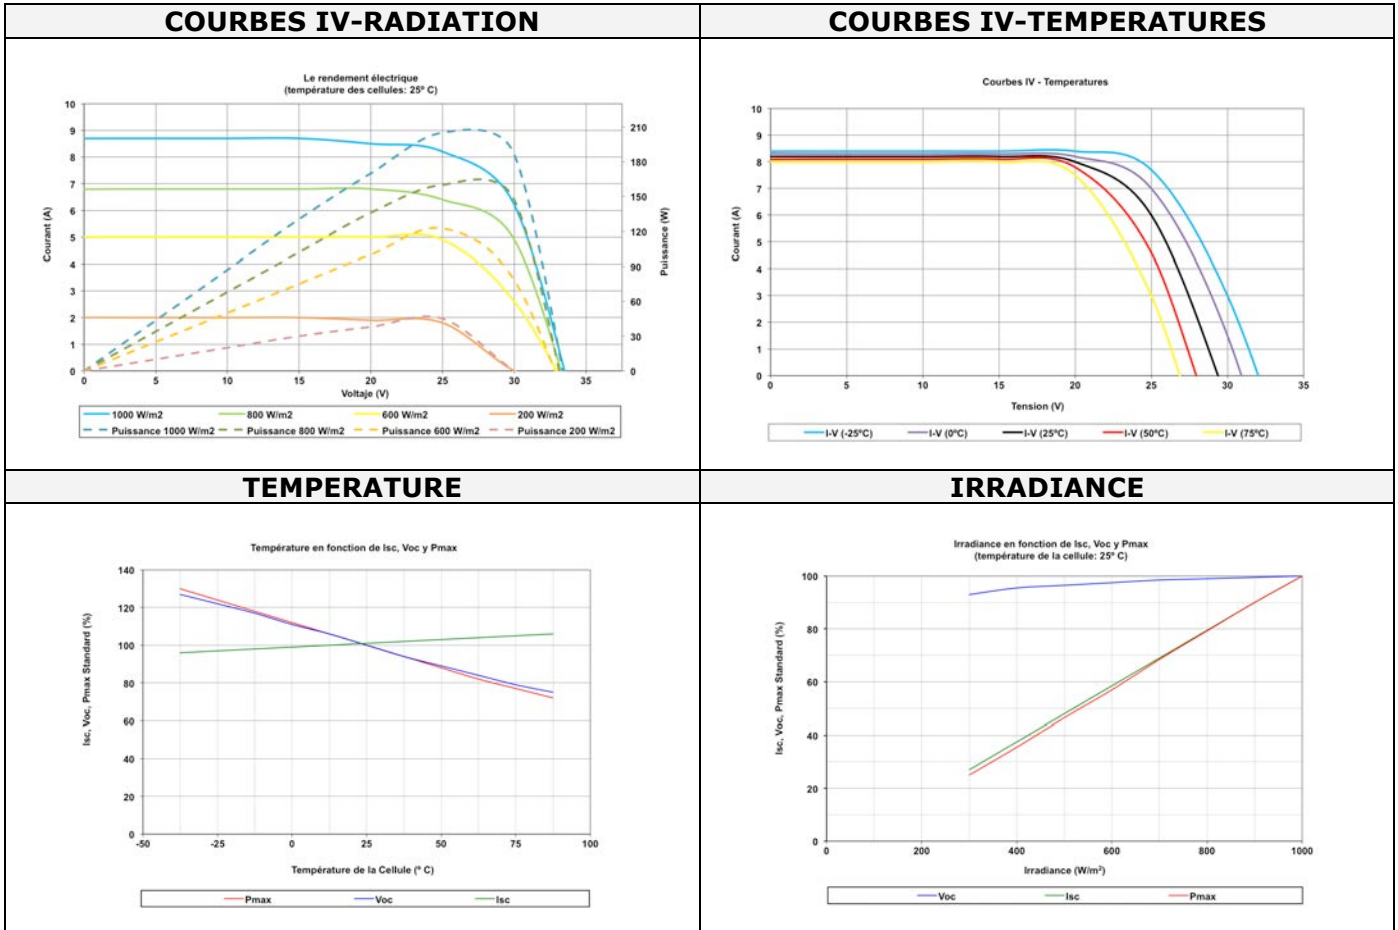 COURBES IV-RADIATION
COURBES IV-TEMPERATURES
Le rendement électrique
(température des cellules: 25º C)
10
9
8
7
6
5
4
3
2
1
0
Courant (A)
210
180
150
120
90
60
30
0
Puissance (W)
0 5 10 15 20 25 30 35
Voltaje (V)
1000 W/m2 800 W/m2 600 W/m2 200 W/m2
Puissance 1000 W/m2 Puissance 800 W/m2 Puissance 600 W/m2 Puissance 200 W/m2
Courbes IV - Temperatures
10
9
8
7
6
5
4
3
2
1
0
Courant (A)
0 5 10 15 20 25 30 35
Tension (V)
I-V (-25ºC) I-V (0ºC) I-V (25ºC) I-V (50ºC) I-V (75ºC)
TEMPERATURE
IRRADIANCE
Température en fonction de Isc, Voc y Pmax
140
120
100
80
60
40
20
0
Isc, Voc, Pmax Standard (%)
-50 -25 0 25 50 75 100
Température de la Cellule (º C)
Pmax Voc Isc
Irradiance en fonction de Isc, Voc y Pmax
(température de la cellule: 25º C)
100
80
60
40
20
0
Isc, Voc, Pmax Standard (%)
0 200 400 600 800 1000
Irradiance (W/m²)
Voc Isc Pmax